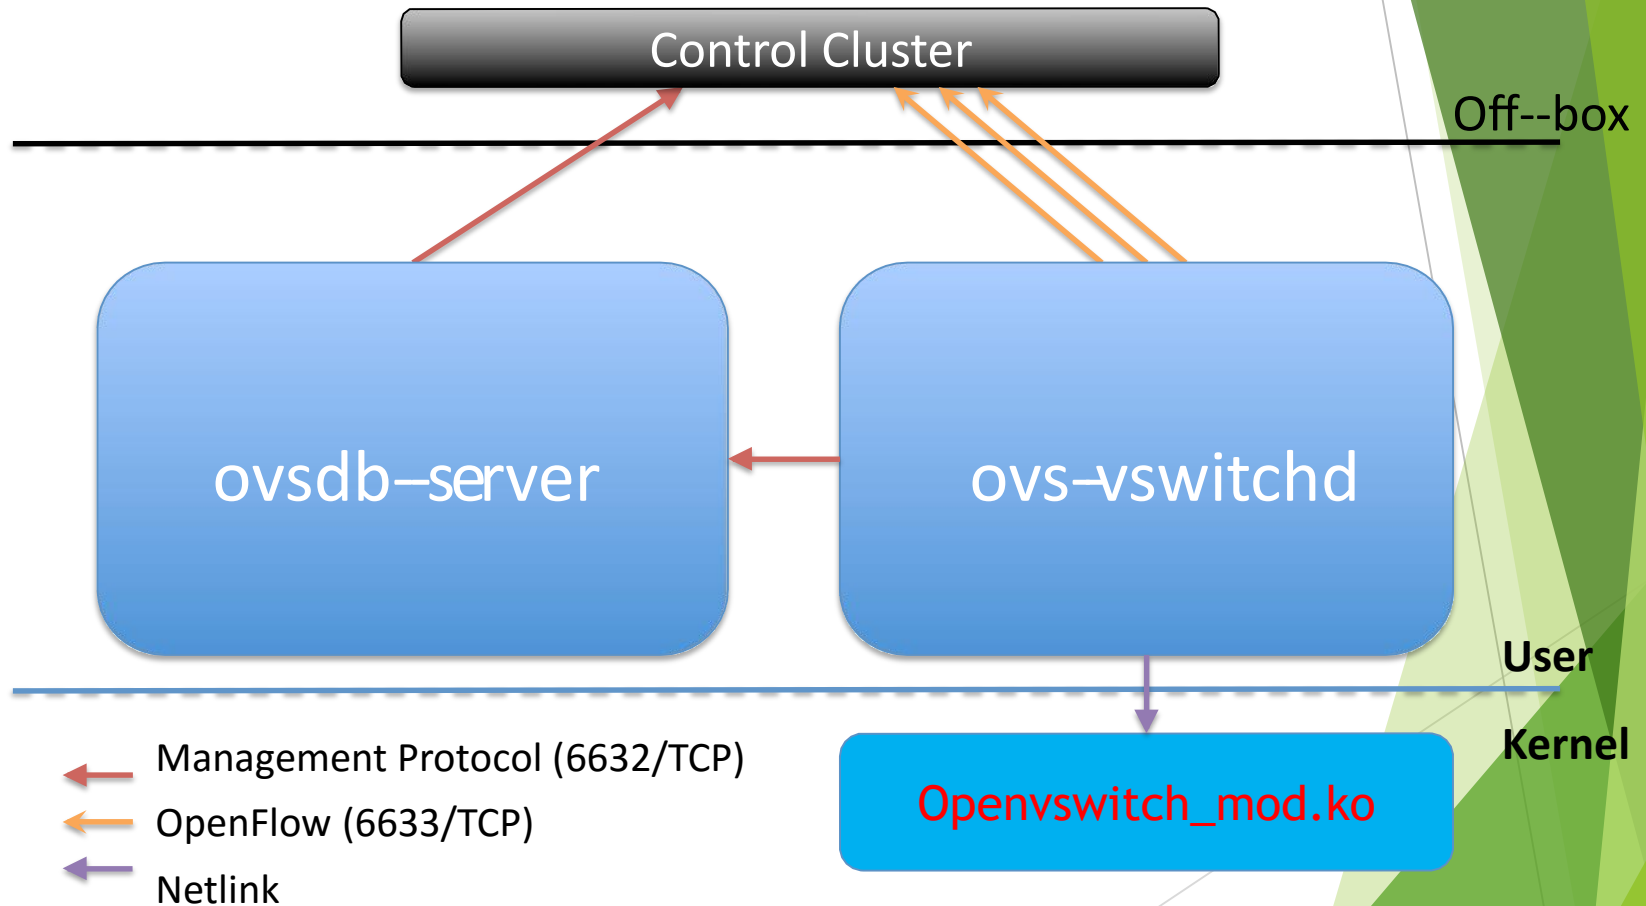 Control Cluster
Off--box
ovsdb--server
ovs--vswitchd
User
Kernel
Management Protocol (6632/TCP)
Openvswitch_mod.ko
OpenFlow (6633/TCP)
Netlink